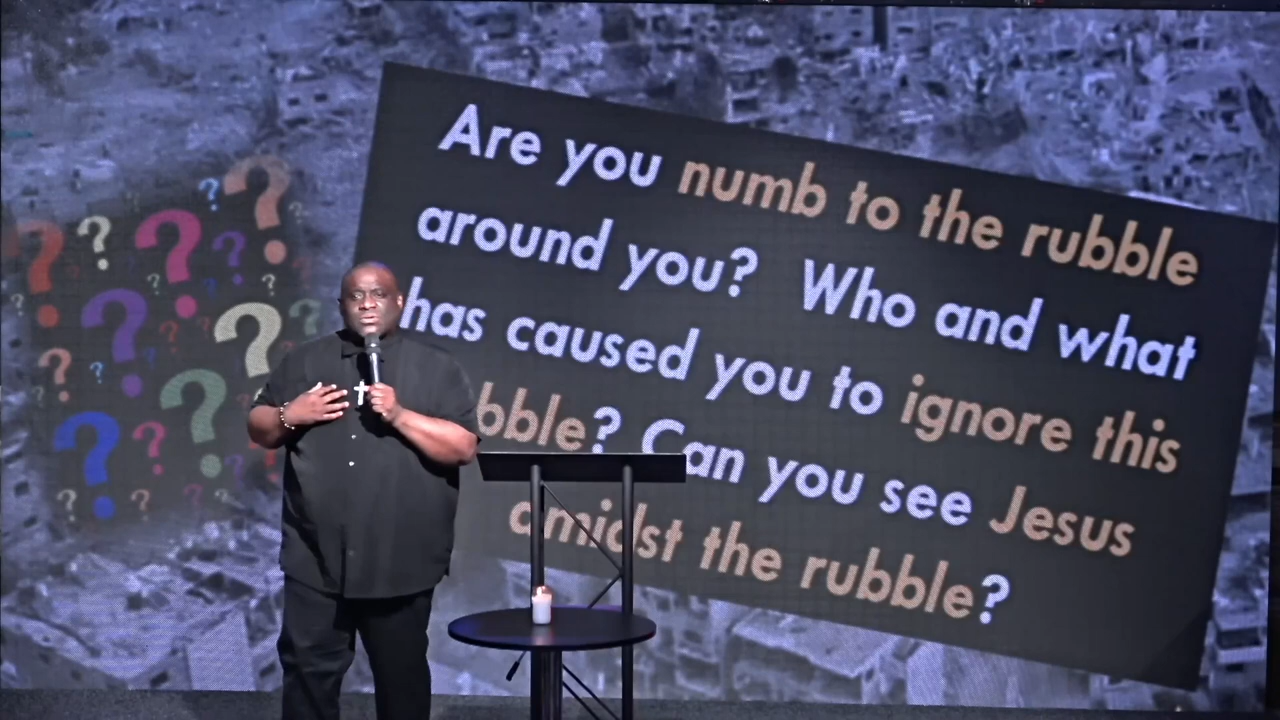 Are you numb to the rubble
around you? Who and what
has caused you to ignore this
bble? Can you see Jesus
amidst the rubble?